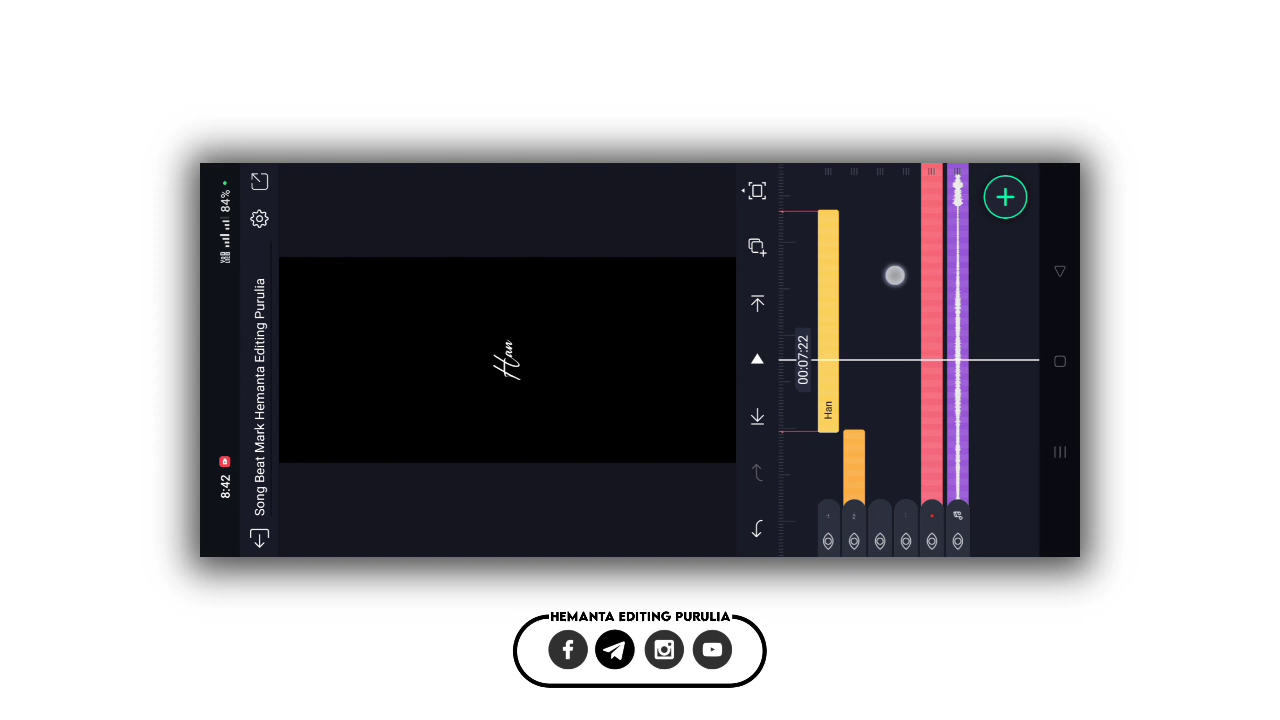 8:42
84%
Song Beat Mark Hemanta Editing Purulia
Han
00:07:22
Han
HEMANTA EDITING PURULIA